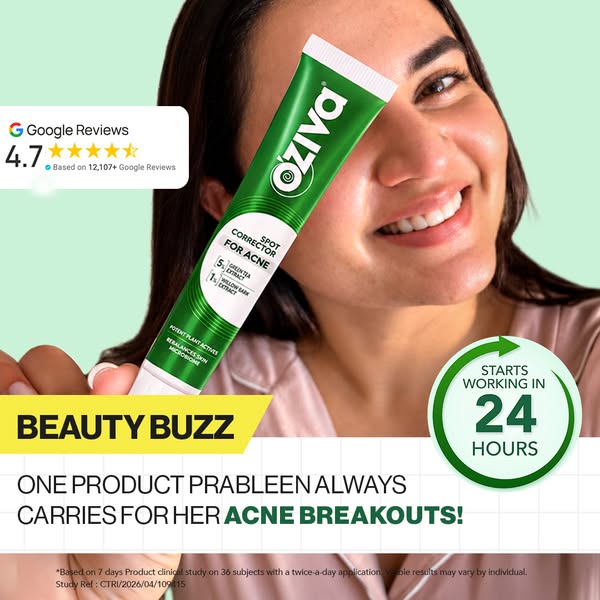 Google Reviews
4.7
Based on 12,107+ Google Reviews
OZIVA
SPOT
CORRECTOR
FOR ACNE
5% GREEN TEA
EXTRACT
1% WILLOW BARK
EXTRACT
POTENT PLANT ACTIVES
REBALANCES SKIN
MICROBIOME
STARTS
WORKING IN
24
HOURS
BEAUTY BUZZ
ONE PRODUCT PRABLEEN ALWAYS
CARRIES FOR HER ACNE BREAKOUTS!
*Based on 7 days Product clinical study on 36 subjects with a twice-a-day application. Visible results may vary by individual.
Study Ref : CTRI/2026/04/109415